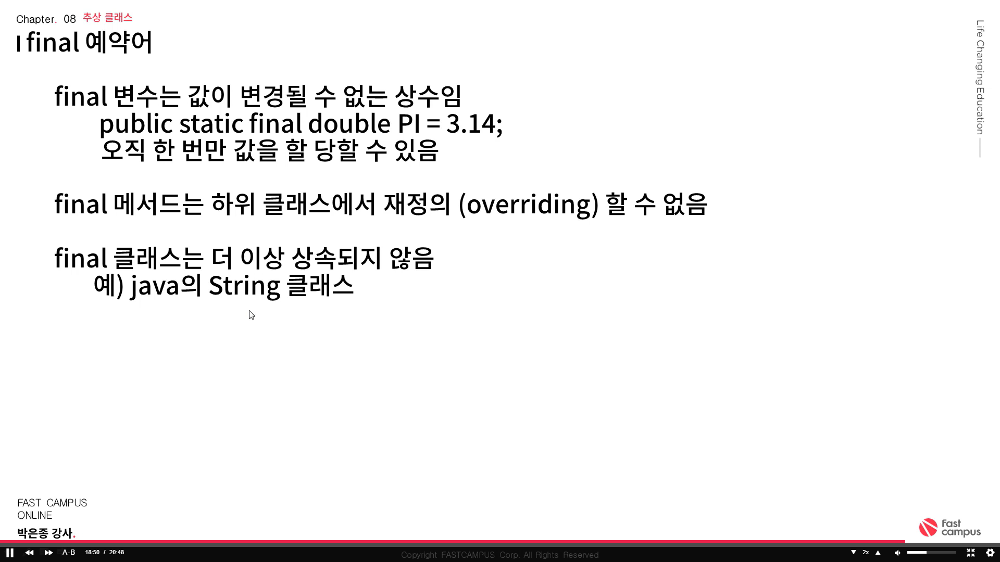 Chapter. 08 추상 클래스
I final 예약어
final 변수는 값이 변경될 수 없는 상수임
public static final double PI = 3.14;
오직 한 번만 값을 할 당할 수 있음
final 메서드는 하위 클래스에서 재정의 (overriding) 할 수 없음
final 클래스는 더 이상 상속되지 않음
예) java의 String 클래스
Life Changing Education
FAST CAMPUS
ONLINE
박은종 강사.
Fast
campus
A-B 18:50 / 20:48
Copyright FASTCAMPUS Corp. All Rights Reserved
2x